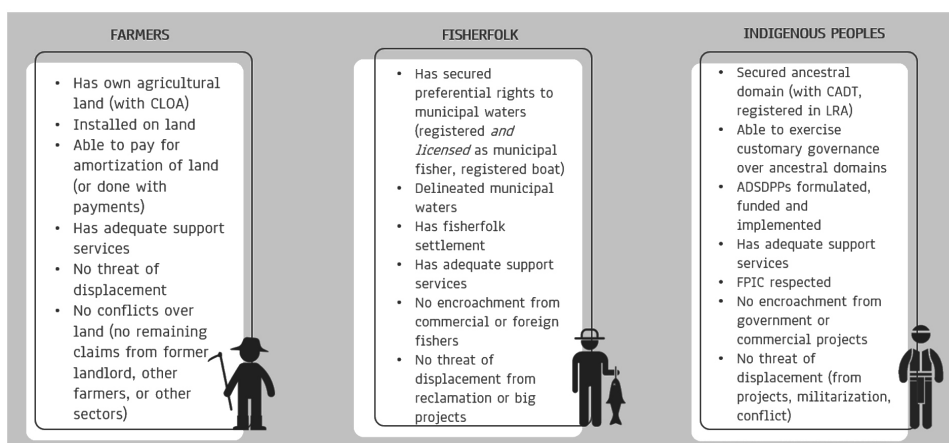 FARMERS
• Has own agricultural
land (with CLOA)
• Installed on land
• Able to pay for
amortization of land
(or done with
payments)
• Has adequate support
services
• No threat of
displacement
• No conflicts over
land (no remaining
claims from former
landlord, other
farmers, or other
sectors)
FISHERFOLK
• Has secured
preferential rights to
municipal waters
(registered and
licensed as municipal
fisher, registered boat)
• Delineated municipal
waters
• Has fisherfolk
settlement
• Has adequate support
services
• No encroachment from
commercial or foreign
fishers
• No threat of
displacement from
reclamation or big
projects
INDIGENOUS PEOPLES
• Secured ancestral
domain (with CADT,
registered in LRA)
• Able to exercise
customary governance
over ancestral domains
• ADSDPPs formulated,
funded and
implemented
• Has adequate support
services
• FPIC respected
• No encroachment from
government or
commercial projects
• No threat of
displacement (from
projects, militarization,
conflict)